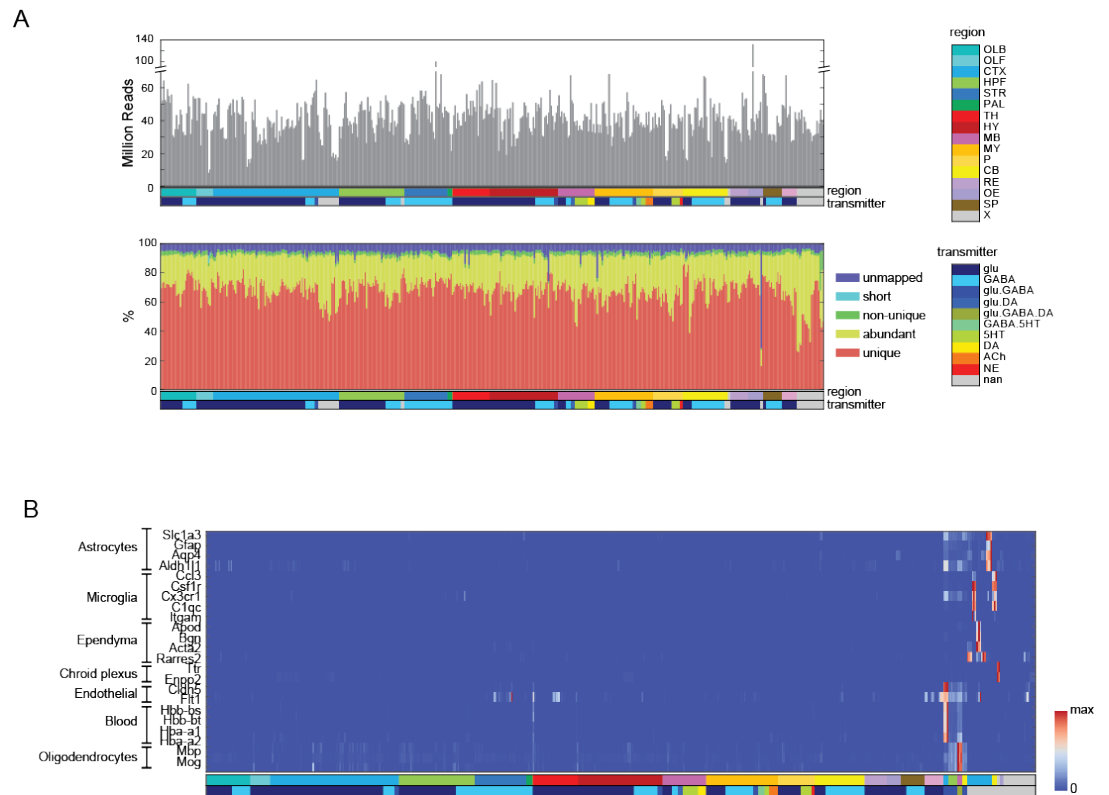 A
140
100
60
40
20
0
Million Reads
region
transmitter
region
OLB
OLF
CTX
HPF
STR
PAL
TH
HY
MB
MY
P
CB
RE
OE
SP
X
100
80
60
40
20
0
%
region
transmitter
unmapped
short
non-unique
abundant
unique
transmitter
glu
GABA
glu.GABA
glu.DA
glu.GABA.DA
GABA.5HT
5HT
DA
ACh
NE
nan
B
Astrocytes
Slc1a3
Gfap
Aqp4
Aldh1l1
Microglia
Ccl3
Csf1r
Cx3cr1
C1qc
Itgam
Ependyma
Apod
Bgn
Acta2
Rarres2
Chroid plexus
Ttr
Enpp2
Endothelial
Cldn5
Flt1
Blood
Hbb-bs
Hbb-bt
Hba-a1
Hba-a2
Oligodendrocytes
Mbp
Mog
max
0